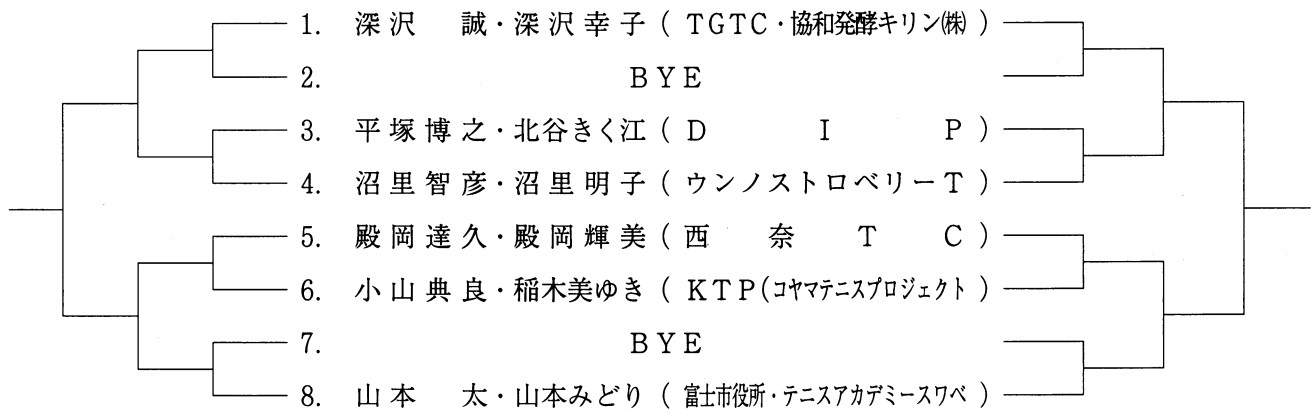 1. 深沢 誠・深沢幸子 ( TGTC・協和発酵キリン㈱ )
2. BYE
3. 平塚博之・北谷きく江 ( D I P )
4. 沼里智彦・沼里明子 ( ウンノストロベリーT )
5. 殿岡達久・殿岡輝美 ( 西 奈 T C )
6. 小山典良・稲木美ゆき ( KTP(コヤマテニスプロジェクト )
7. BYE
8. 山本 太・山本みどり ( 富士市役所・テニスアカデミースワベ )